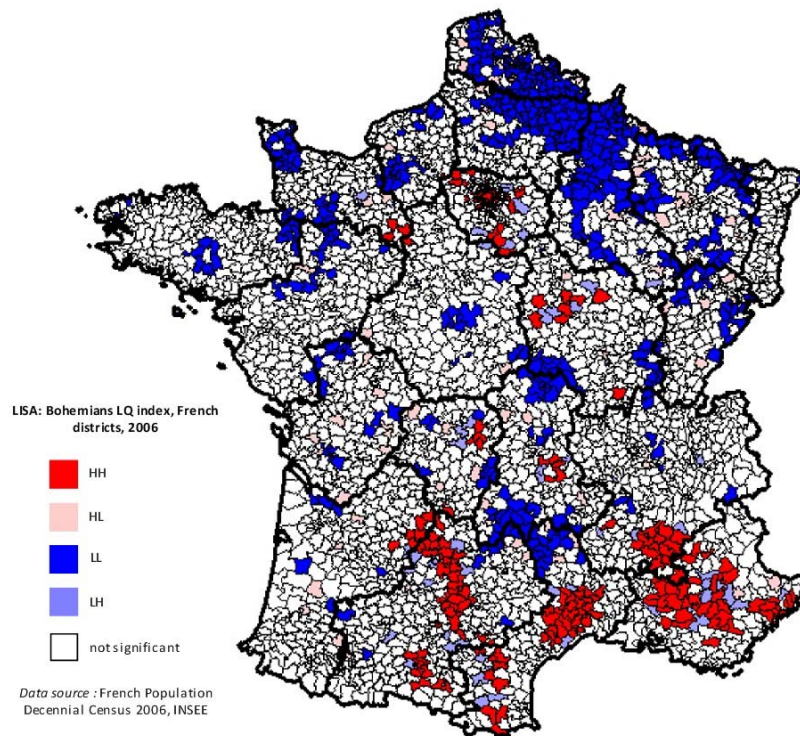 LISA: Bohemians LQ index, French
districts, 2006
HH
HL
LL
LH
not significant
Data source : French Population
Decennial Census 2006, INSEE